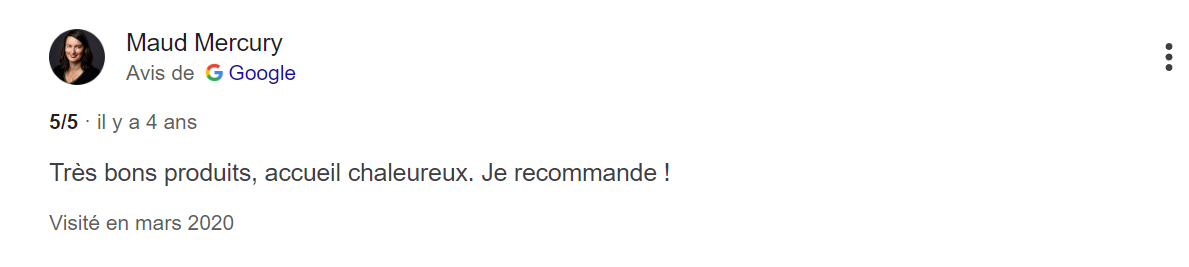 Maud Mercury
Avis de Google
5/5 · il y a 4 ans
Très bons produits, accueil chaleureux. Je recommande !
Visité en mars 2020